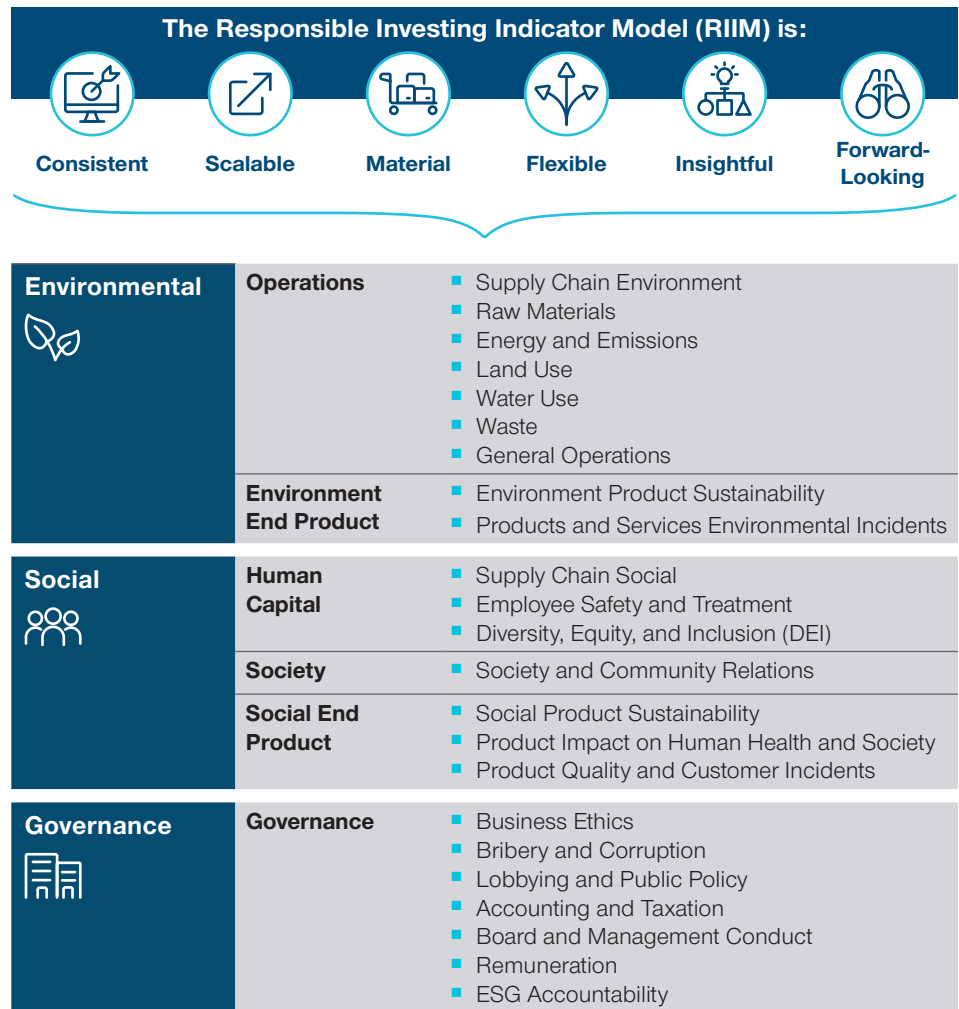 The Responsible Investing Indicator Model (RIIM) is:
Consistent
Scalable
Material
Flexible
Insightful
Forward-
Looking
Environmental
Operations
Supply Chain Environment
Raw Materials
Energy and Emissions
Land Use
Water Use
Waste
General Operations
Environment
End Product
Environment Product Sustainability
Products and Services Environmental Incidents
Social
Human
Capital
Supply Chain Social
Employee Safety and Treatment
Diversity, Equity, and Inclusion (DEI)
Society
Society and Community Relations
Social End
Product
Social Product Sustainability
Product Impact on Human Health and Society
Product Quality and Customer Incidents
Governance
Governance
Business Ethics
Bribery and Corruption
Lobbying and Public Policy
Accounting and Taxation
Board and Management Conduct
Remuneration
ESG Accountability